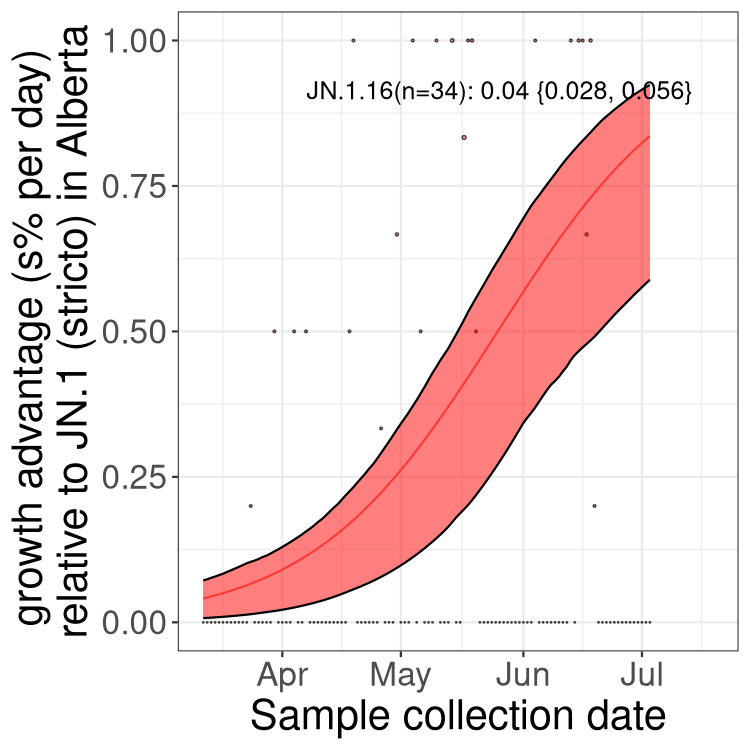 growth advantage (s% per day)
relative to JN.1 (stricto) in Alberta
1.00
0.75
0.50
0.25
0.00
JN.1.16(n=34): 0.04 {0.028, 0.056}
Apr May Jun Jul
Sample collection date